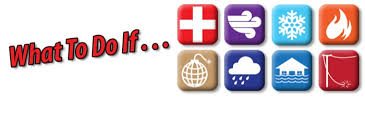 What To Do If . . .